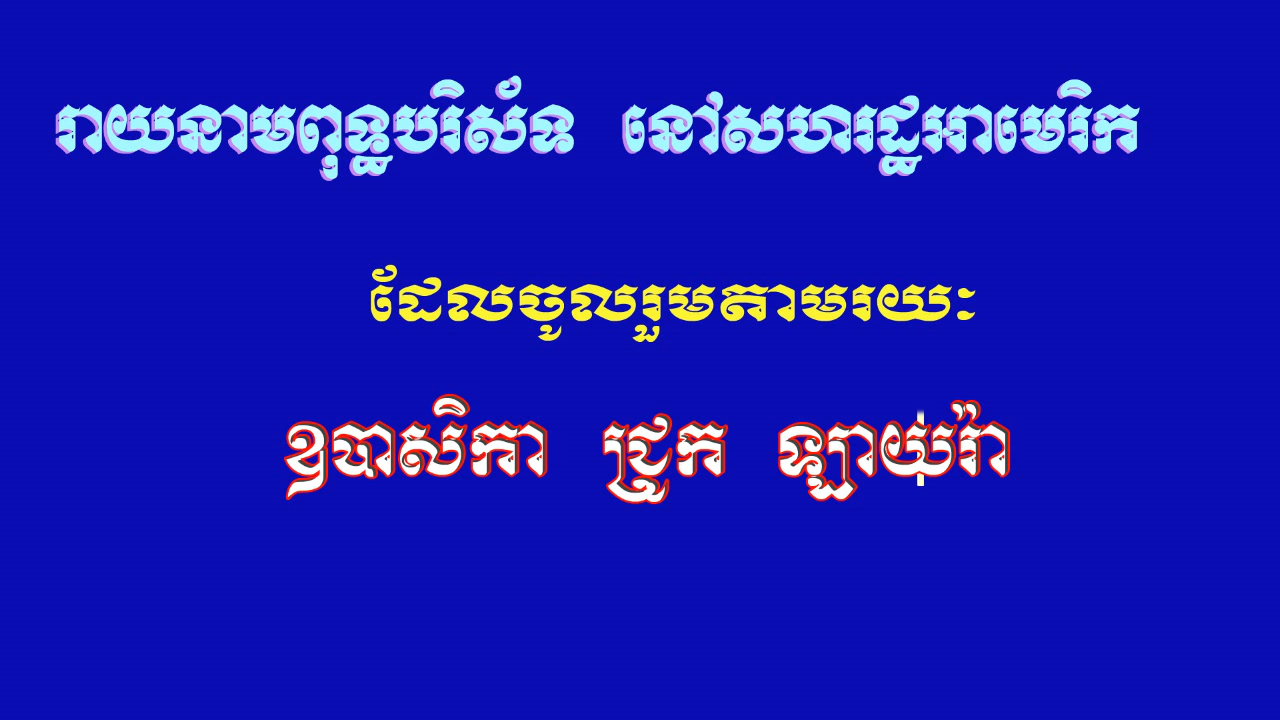 រាយនាមពុទ្ធបរិស័ទ នៅសហរដ្ឋអាមេរិក
ដែលចូលរួមតាមរយៈ
ឧបាសិកា ជ្រូក ឡាយរ៉ា